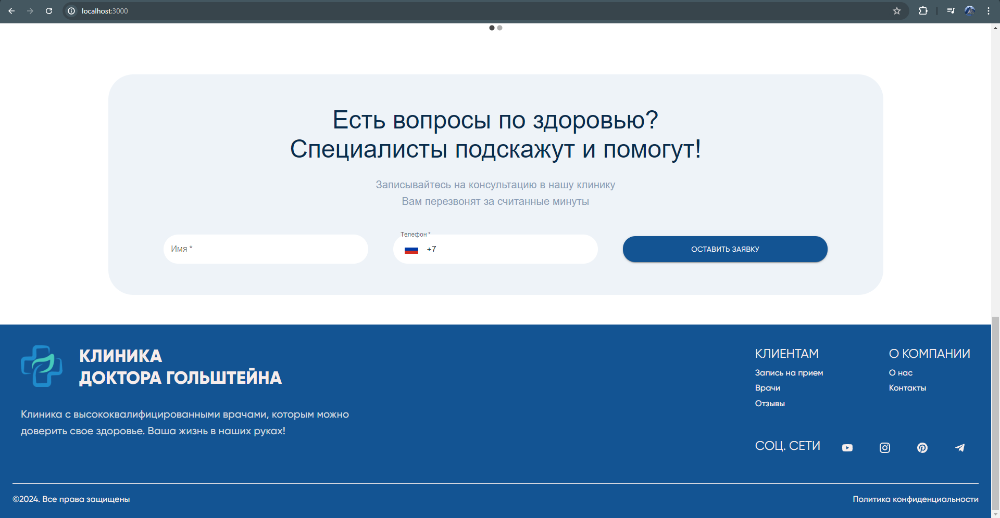 localhost:3000
Есть вопросы по здоровью?
Специалисты подскажут и помогут!
Записывайтесь на консультацию в нашу клинику
Вам перезвонят за считанные минуты
Имя *
Телефон *
+7
ОСТАВИТЬ ЗАЯВКУ
КЛИНИКА
ДОКТОРА ГОЛЬШТЕЙНА
Клиника с высококвалифицированными врачами, которым можно
доверить свое здоровье. Ваша жизнь в наших руках!
КЛИЕНТАМ
Запись на прием
Врачи
Отзывы
О КОМПАНИИ
О нас
Контакты
СОЦ. СЕТИ
©2024. Все права защищены
Политика конфиденциальности